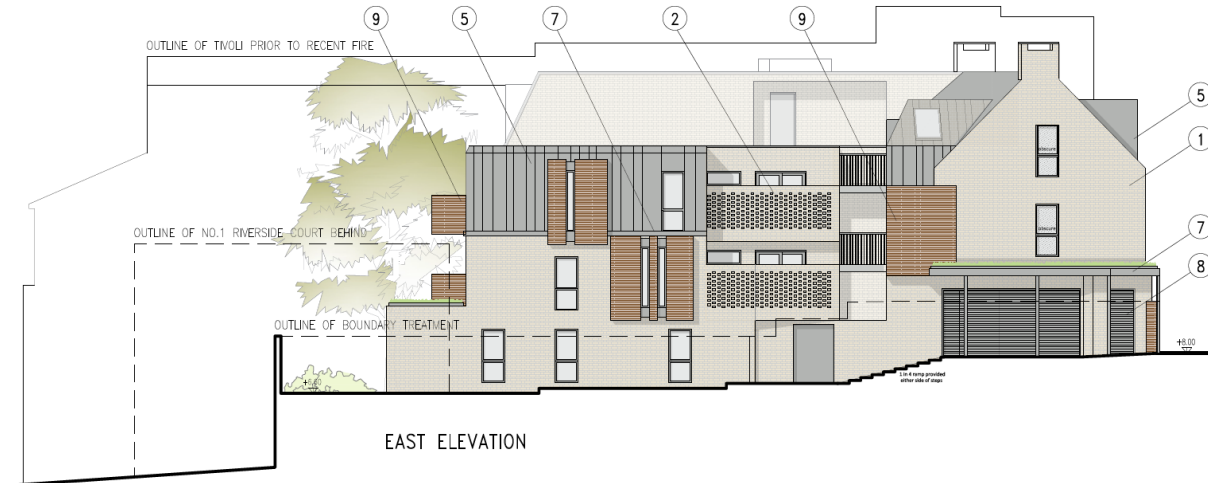 9 5 7 2 9
OUTLINE OF TIVOLI PRIOR TO RECENT FIRE
5
1
obscure
OUTLINE OF NO.1 RIVERSIDE COURT BEHIND
obscure
7
8
OUTLINE OF BOUNDARY TREATMENT
+8.00
1 in 4 ramp provided
either side of steps
+6.00
EAST ELEVATION